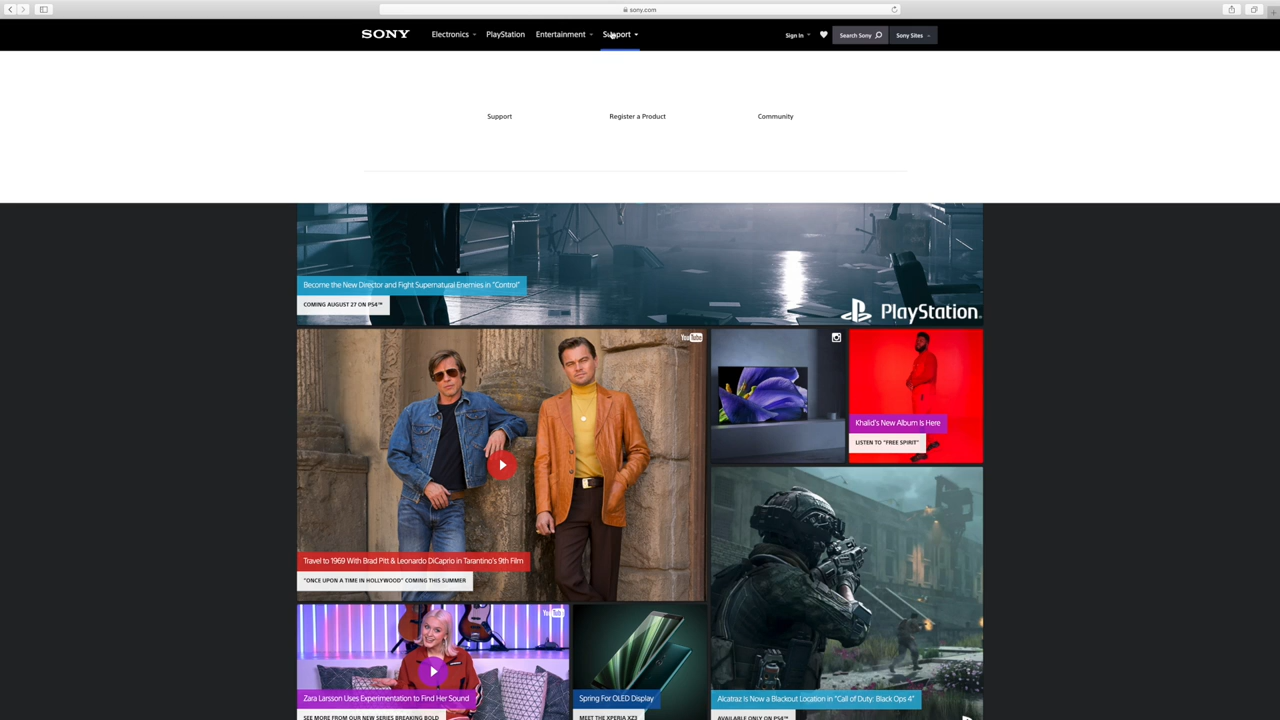 sony.com
SONY
Electronics
PlayStation
Entertainment
Support
Sign In
Search Sony
Sony Sites
Support
Register a Product
Community
Become the New Director and Fight Supernatural Enemies in "Control"
COMING AUGUST 27 ON PS4™
PlayStation
YouTube
Khalid's New Album Is Here
LISTEN TO "FREE SPIRIT"
Travel to 1969 With Brad Pitt & Leonardo DiCaprio in Tarantino's 9th Film
"ONCE UPON A TIME IN HOLLYWOOD" COMING THIS SUMMER
YouTube
Zara Larsson Uses Experimentation to Find Her Sound
SEE MORE FROM OUR NEW SERIES BREAKING BOLD
Spring For OLED Display
MEET THE XPERIA XZ3
Alcatraz Is Now a Blackout Location in "Call of Duty: Black Ops 4"
AVAILABLE ONLY ON PS4™